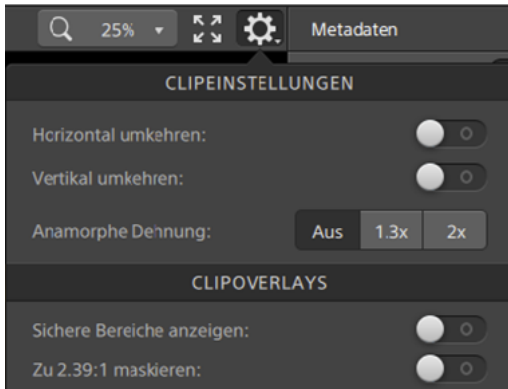 25%
Metadaten
CLIPEINSTELLUNGEN
Horizontal umkehren:
Vertikal umkehren:
Anamorphe Dehnung: Aus 1.3x 2x
CLIPOVERLAYS
Sichere Bereiche anzeigen:
Zu 2.39:1 maskieren: